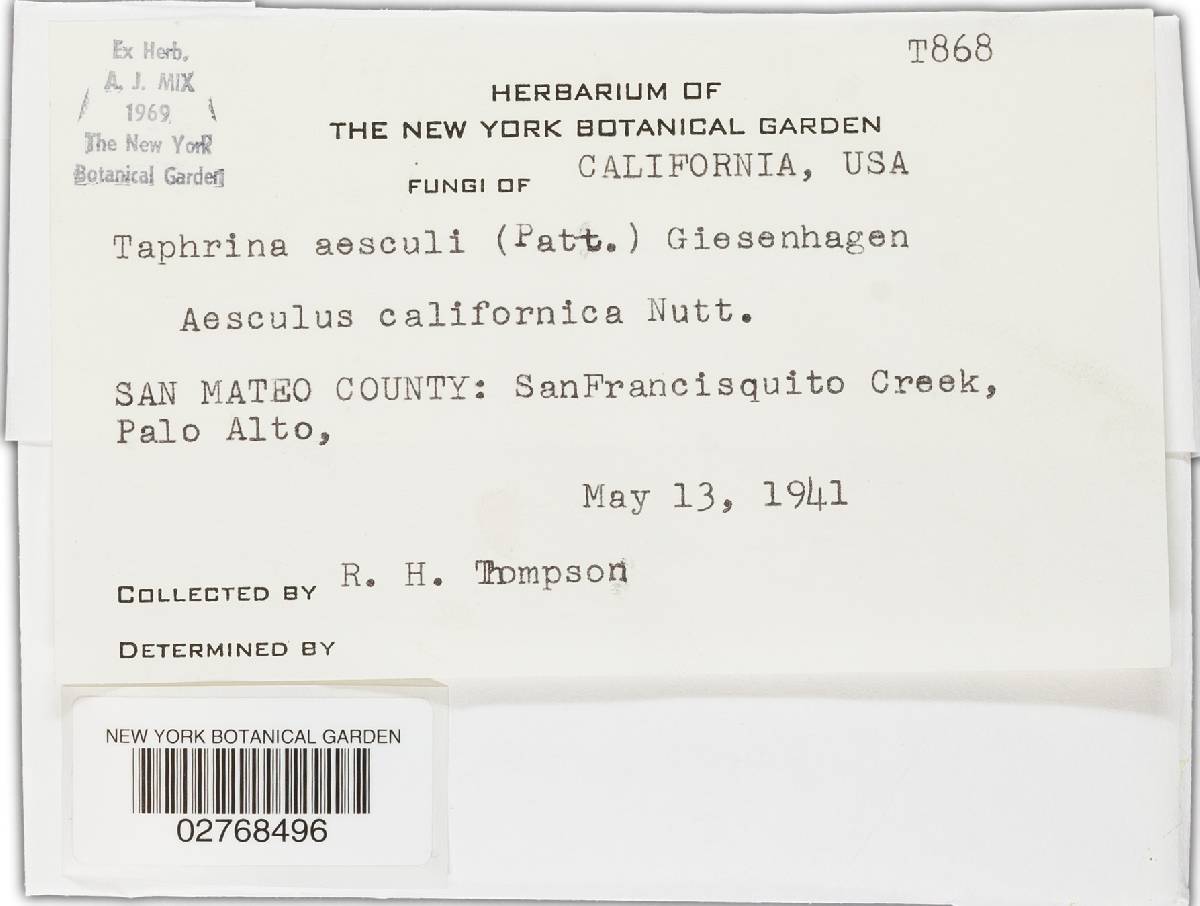 Ex Herb.
A. J. MIX
1969
The New York
Botanical Garden
T868
HERBARIUM OF
THE NEW YORK BOTANICAL GARDEN
FUNGI OF CALIFORNIA, USA
Taphrina aesculi (Patt.) Giesenhagen
Aesculus californica Nutt.
SAN MATEO COUNTY: SanFrancisquito Creek,
Palo Alto,
May 13, 1941
COLLECTED BY R. H. Thompson
DETERMINED BY
NEW YORK BOTANICAL GARDEN
02768496